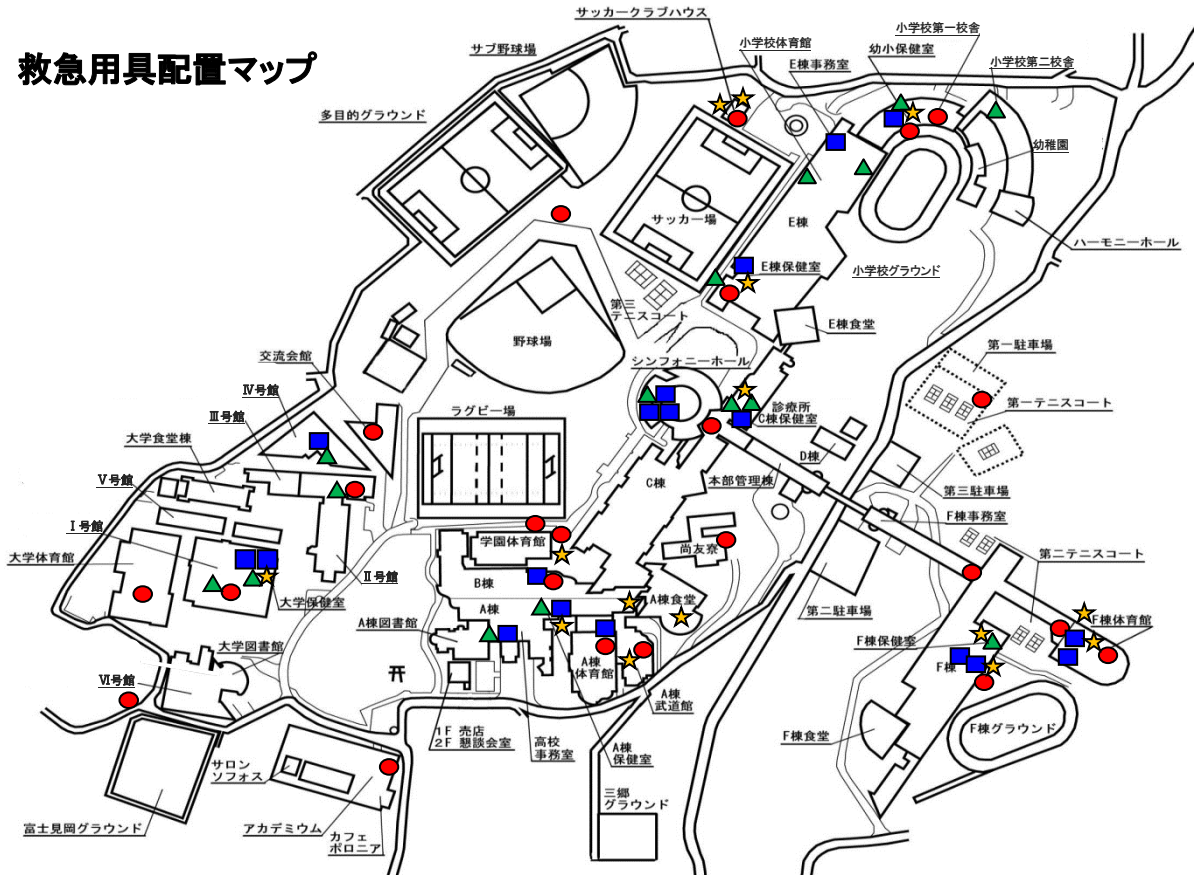 救急用具配置マップ
サッカークラブハウス
サブ野球場
小学校体育館
小学校第一校舎
幼小保健室
E棟事務室
小学校第二校舎
多目的グラウンド
幼稚園
サッカー場
E棟
ハーモニーホール
E棟保健室
小学校グラウンド
第三
テニスコート
E棟食堂
野球場
シンフォニーホール
第一駐車場
交流会館
Ⅳ号館
ラグビー場
診療所
C棟保健室
第一テニスコート
Ⅲ号館
大学食堂棟
D棟
Ⅴ号館
C棟
本部管理棟
第三駐車場
F棟事務室
Ⅰ号館
学園体育館
尚友寮
第二テニスコート
大学体育館
Ⅱ号館
B棟
大学保健室
A棟
A棟食堂
第二駐車場
A棟図書館
F棟体育館
F棟保健室
大学図書館
A棟
体育館
F棟
Ⅵ号館
A棟
武道館
1F 売店
2F 懇談会室
高校
事務室
A棟
保健室
F棟食堂
F棟グラウンド
サロン
ソフォス
三郷
グラウンド
富士見岡グラウンド
アカデミウム
カフェ
ポロニア